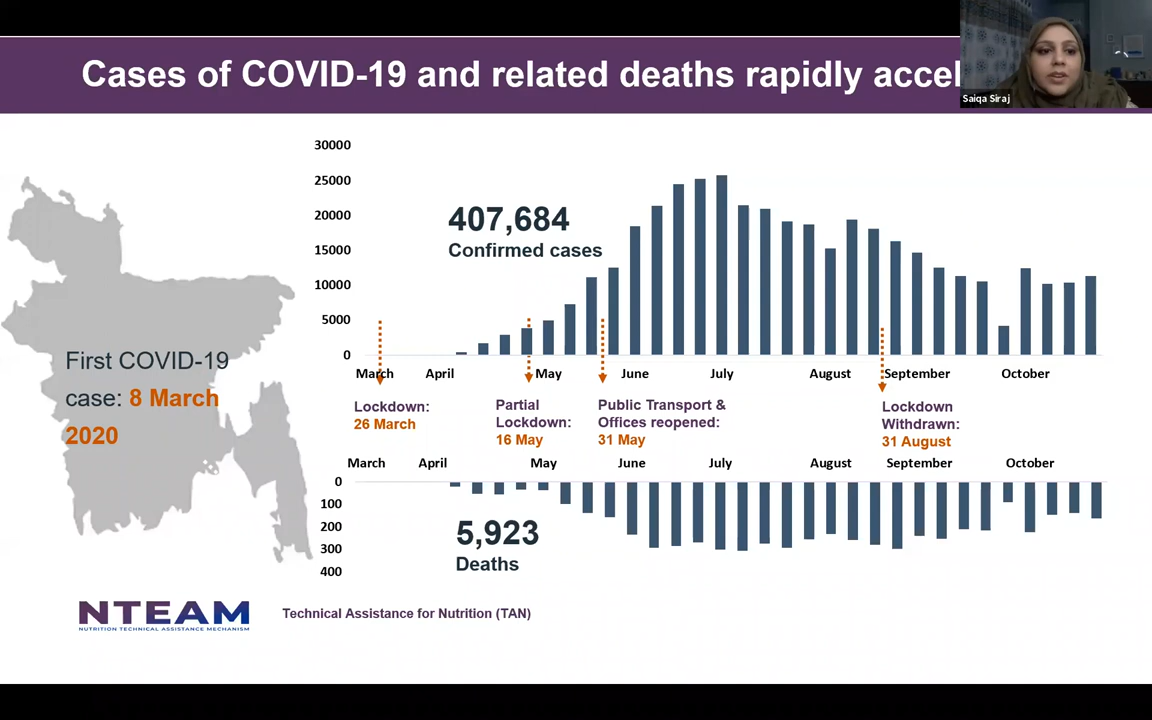 Cases of COVID-19 and related deaths rapidly accel
Saiqa Siraj
30000
25000
20000
15000
10000
5000
0
407,684
Confirmed cases
March April May June July August September October
First COVID-19
case: 8 March
2020
Lockdown:
26 March
Partial
Lockdown:
16 May
Public Transport &
Offices reopened:
31 May
Lockdown
Withdrawn:
31 August
March April May June July August September October
0
100
200
300
400
5,923
Deaths
NTEAM
NUTRITION TECHNICAL ASSISTANCE MECHANISM
Technical Assistance for Nutrition (TAN)